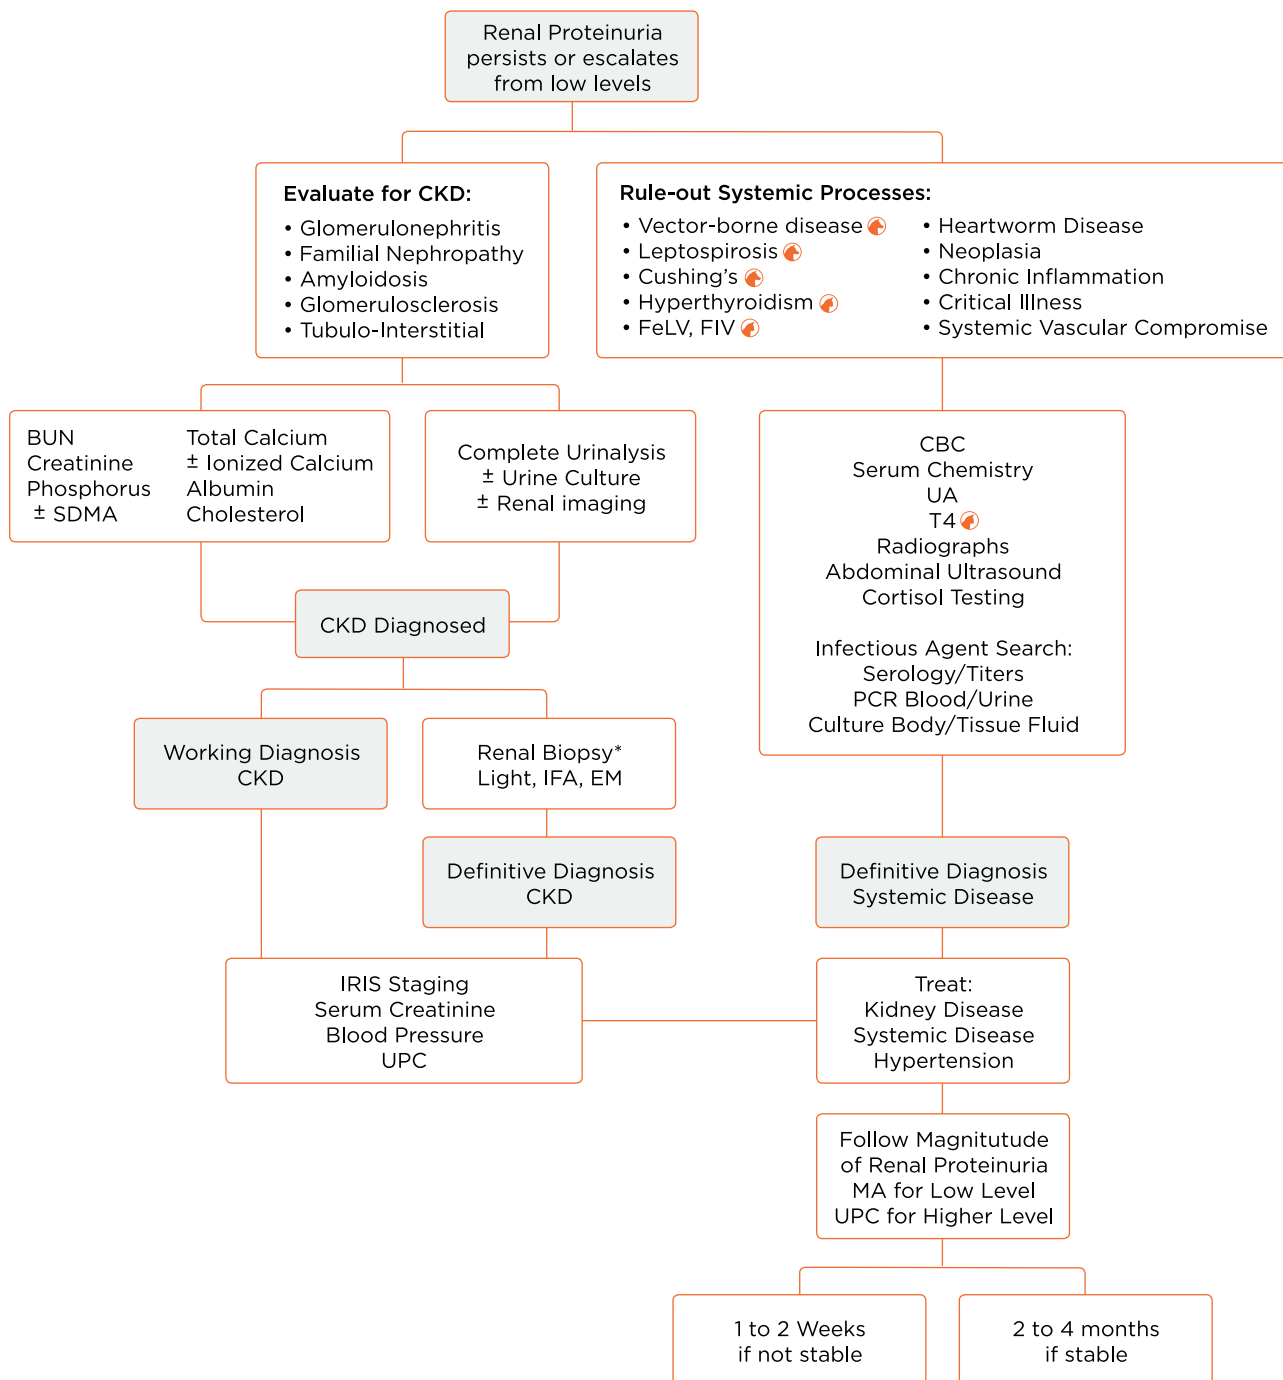 Renal Proteinuria
persists or escalates
from low levels
Evaluate for CKD:
• Glomerulonephritis
• Familial Nephropathy
• Amyloidosis
• Glomerulosclerosis
• Tubulo-Interstitial
Rule-out Systemic Processes:
• Vector-borne disease
• Leptospirosis
• Cushing's
• Hyperthyroidism
• FeLV, FIV
• Heartworm Disease
• Neoplasia
• Chronic Inflammation
• Critical Illness
• Systemic Vascular Compromise
BUN
Creatinine
Phosphorus
± SDMA
Total Calcium
± Ionized Calcium
Albumin
Cholesterol
Complete Urinalysis
± Urine Culture
± Renal imaging
CBC
Serum Chemistry
UA
T4
Radiographs
Abdominal Ultrasound
Cortisol Testing
Infectious Agent Search:
Serology/Titers
PCR Blood/Urine
Culture Body/Tissue Fluid
CKD Diagnosed
Working Diagnosis
CKD
Renal Biopsy*
Light, IFA, EM
Definitive Diagnosis
CKD
Definitive Diagnosis
Systemic Disease
IRIS Staging
Serum Creatinine
Blood Pressure
UPC
Treat:
Kidney Disease
Systemic Disease
Hypertension
Follow Magnitutude
of Renal Proteinuria
MA for Low Level
UPC for Higher Level
1 to 2 Weeks
if not stable
2 to 4 months
if stable